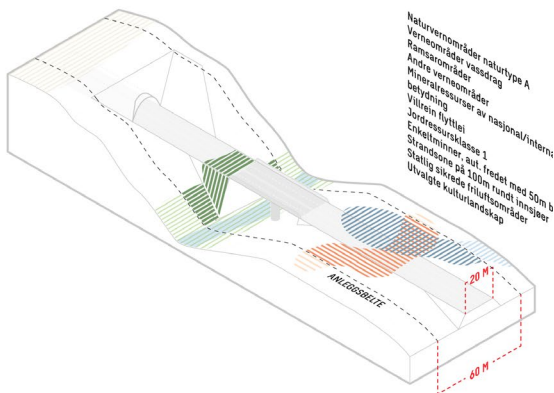 Naturvernområder naturtype A
Verneområder vassdrag
Ramsarområder
Andre verneområder
Mineralressurser av nasjonal/interna
betydning
Villrein flyttlei
Jordressursklasse 1
Enkeltminner, aut. fredet med 50m b
Strandsone på 100m rundt innsjøer
Statlig sikrede friluftsområder
Utvalgte kulturlandskap
ANLEGGSBELTE
20 M
60 M